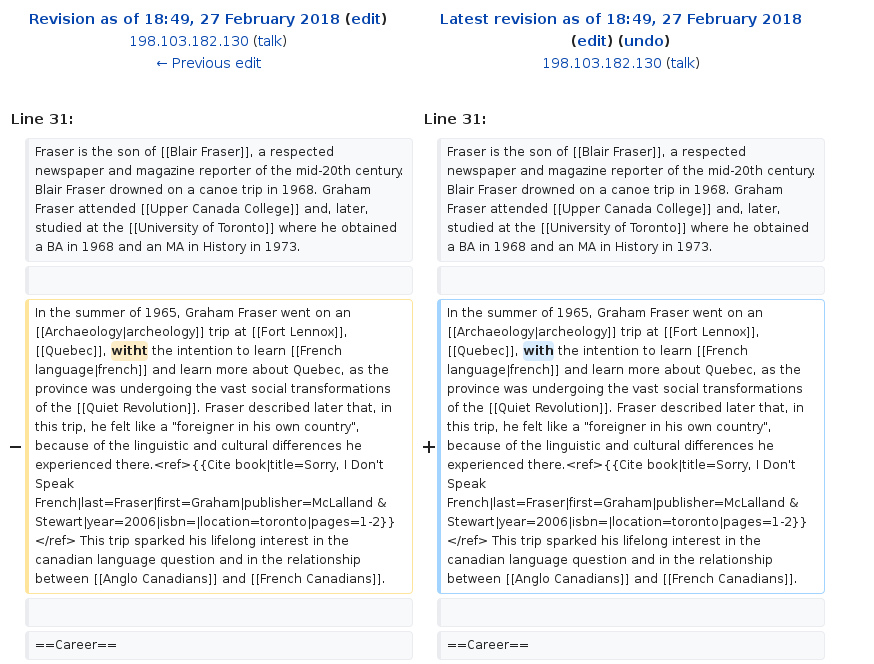 Revision as of 18:49, 27 February 2018 (edit)
198.103.182.130 (talk)
← Previous edit
Latest revision as of 18:49, 27 February 2018
(edit) (undo)
198.103.182.130 (talk)
Line 31:
Line 31:
Fraser is the son of [[Blair Fraser]], a respected
newspaper and magazine reporter of the mid-20th century.
Blair Fraser drowned on a canoe trip in 1968. Graham
Fraser attended [[Upper Canada College]] and, later,
studied at the [[University of Toronto]] where he obtained
a BA in 1968 and an MA in History in 1973.
Fraser is the son of [[Blair Fraser]], a respected
newspaper and magazine reporter of the mid-20th century.
Blair Fraser drowned on a canoe trip in 1968. Graham
Fraser attended [[Upper Canada College]] and, later,
studied at the [[University of Toronto]] where he obtained
a BA in 1968 and an MA in History in 1973.
−
In the summer of 1965, Graham Fraser went on an
[[Archaeology|archeology]] trip at [[Fort Lennox]],
[[Quebec]], witht the intention to learn [[French
language|french]] and learn more about Quebec, as the
province was undergoing the vast social transformations
of the [[Quiet Revolution]]. Fraser described later that, in
this trip, he felt like a "foreigner in his own country",
because of the linguistic and cultural differences he
experienced there.<ref>{{Cite book|title=Sorry, I Don't
Speak
French|last=Fraser|first=Graham|publisher=McLalland &
Stewart|year=2006|isbn=|location=toronto|pages=1-2}}
</ref> This trip sparked his lifelong interest in the
canadian language question and in the relationship
between [[Anglo Canadians]] and [[French Canadians]].
+
In the summer of 1965, Graham Fraser went on an
[[Archaeology|archeology]] trip at [[Fort Lennox]],
[[Quebec]], with the intention to learn [[French
language|french]] and learn more about Quebec, as the
province was undergoing the vast social transformations
of the [[Quiet Revolution]]. Fraser described later that, in
this trip, he felt like a "foreigner in his own country",
because of the linguistic and cultural differences he
experienced there.<ref>{{Cite book|title=Sorry, I Don't
Speak
French|last=Fraser|first=Graham|publisher=McLalland &
Stewart|year=2006|isbn=|location=toronto|pages=1-2}}
</ref> This trip sparked his lifelong interest in the
canadian language question and in the relationship
between [[Anglo Canadians]] and [[French Canadians]].
==Career==
==Career==